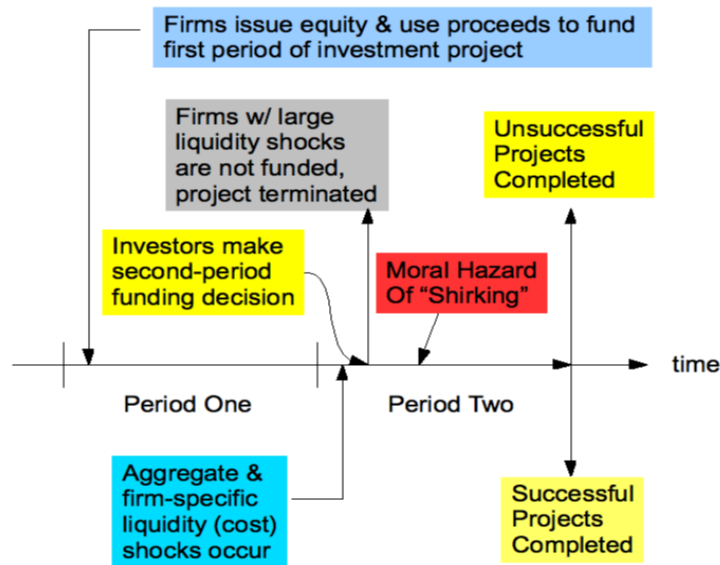 Firms issue equity & use proceeds to fund
first period of investment project
Firms w/ large
liquidity shocks
are not funded,
project terminated
Unsuccessful
Projects
Completed
Investors make
second-period
funding decision
Moral Hazard
Of “Shirking”
time
Period One
Period Two
Aggregate &
firm-specific
liquidity (cost)
shocks occur
Successful
Projects
Completed